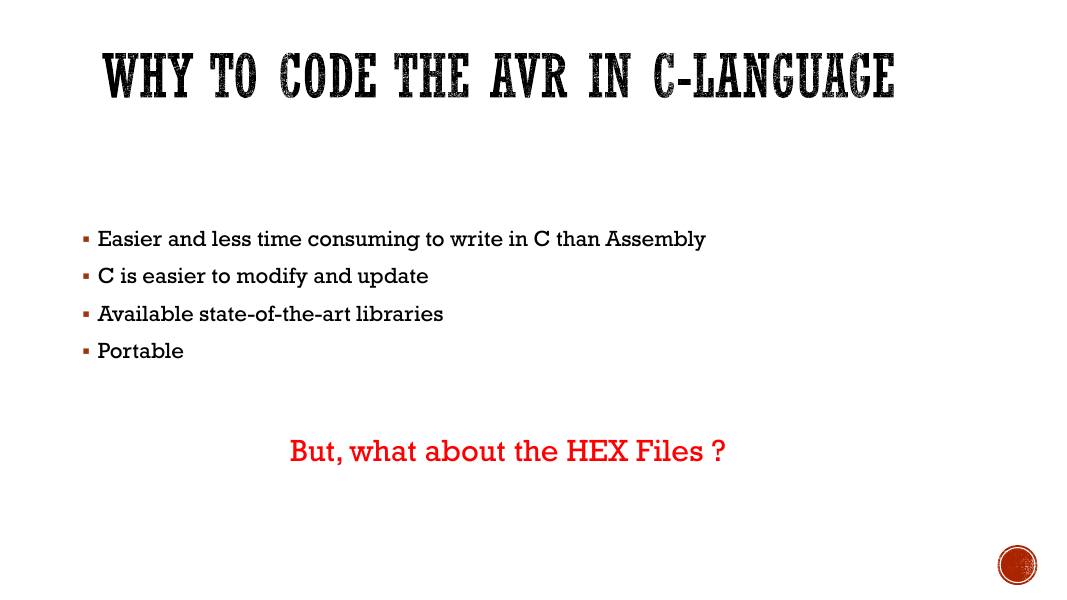 WHY TO CODE THE AVR IN C-LANGUAGE
▪ Easier and less time consuming to write in C than Assembly
▪ C is easier to modify and update
▪ Available state-of-the-art libraries
▪ Portable
But, what about the HEX Files ?